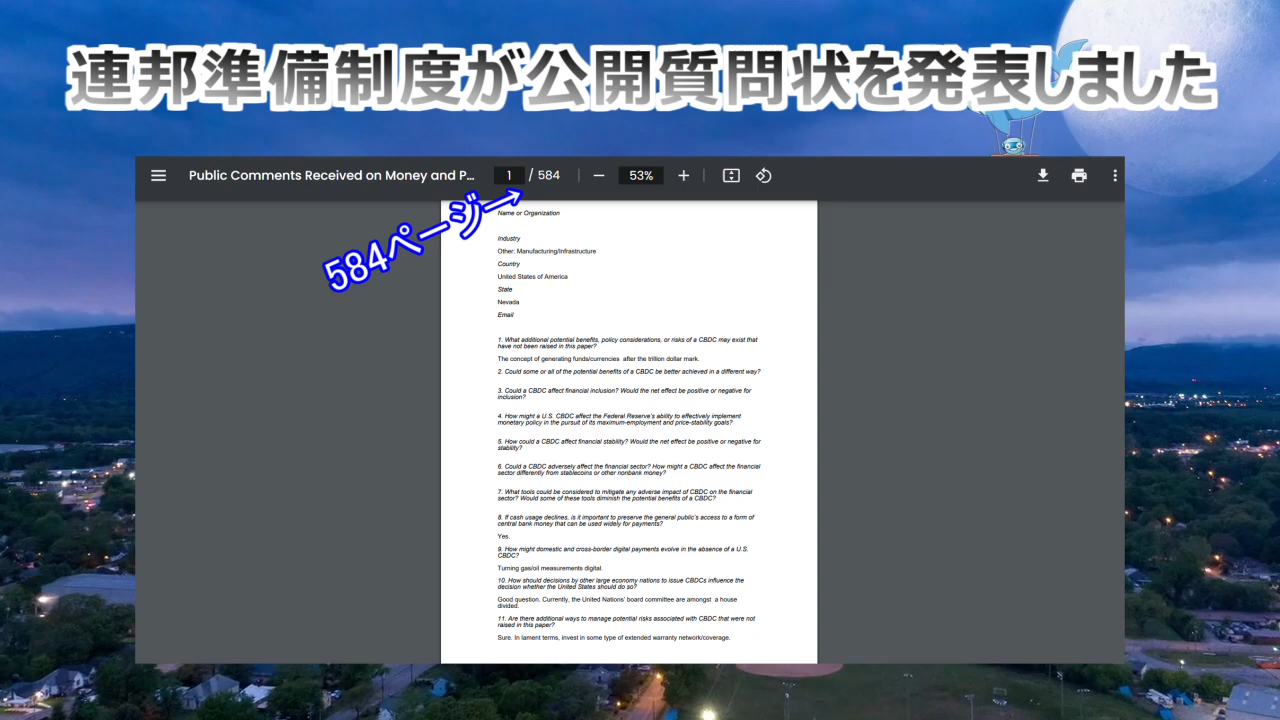 連邦準備制度が公開質問状を発表しました
Public Comments Received on Money and P...
1 / 584
53%
584ページ→
Name or Organization
Industry
Other: Manufacturing/Infrastructure
Country
United States of America
State
Nevada
Email
1. What additional potential benefits, policy considerations, or risks of a CBDC may exist that
have not been raised in this paper?
The concept of generating funds/currencies after the trillion dollar mark.
2. Could some or all of the potential benefits of a CBDC be better achieved in a different way?
3. Could a CBDC affect financial inclusion? Would the net effect be positive or negative for
inclusion?
4. How might a U.S. CBDC affect the Federal Reserve's ability to effectively implement
monetary policy in the pursuit of its maximum-employment and price-stability goals?
5. How could a CBDC affect financial stability? Would the net effect be positive or negative for
stability?
6. Could a CBDC adversely affect the financial sector? How might a CBDC affect the financial
sector differently from stablecoins or other nonbank money?
7. What tools could be considered to mitigate any adverse impact of CBDC on the financial
sector? Would some of these tools diminish the potential benefits of a CBDC?
8. If cash usage declines, is it important to preserve the general public's access to a form of
central bank money that can be used widely for payments?
Yes.
9. How might domestic and cross-border digital payments evolve in the absence of a U.S.
CBDC?
Turning gas/oil measurements digital.
10. How should decisions by other large economy nations to issue CBDCs influence the
decision whether the United States should do so?
Good question. Currently, the United Nations' board committee are amongst a house
divided.
11. Are there additional ways to manage potential risks associated with CBDC that were not
raised in this paper?
Sure. In lament terms, invest in some type of extended warranty network/coverage.